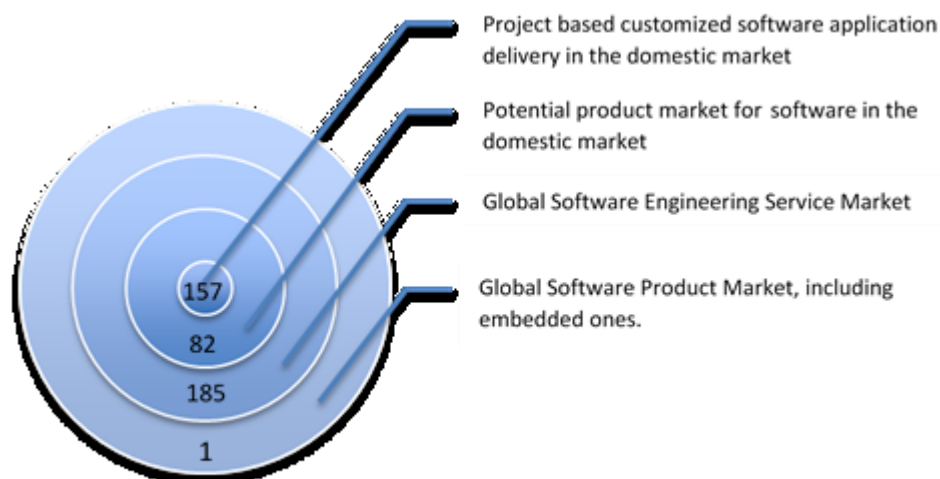 Project based customized software application
delivery in the domestic market
Potential product market for software in the
domestic market
Global Software Engineering Service Market
Global Software Product Market, including
embedded ones.
157
82
185
1